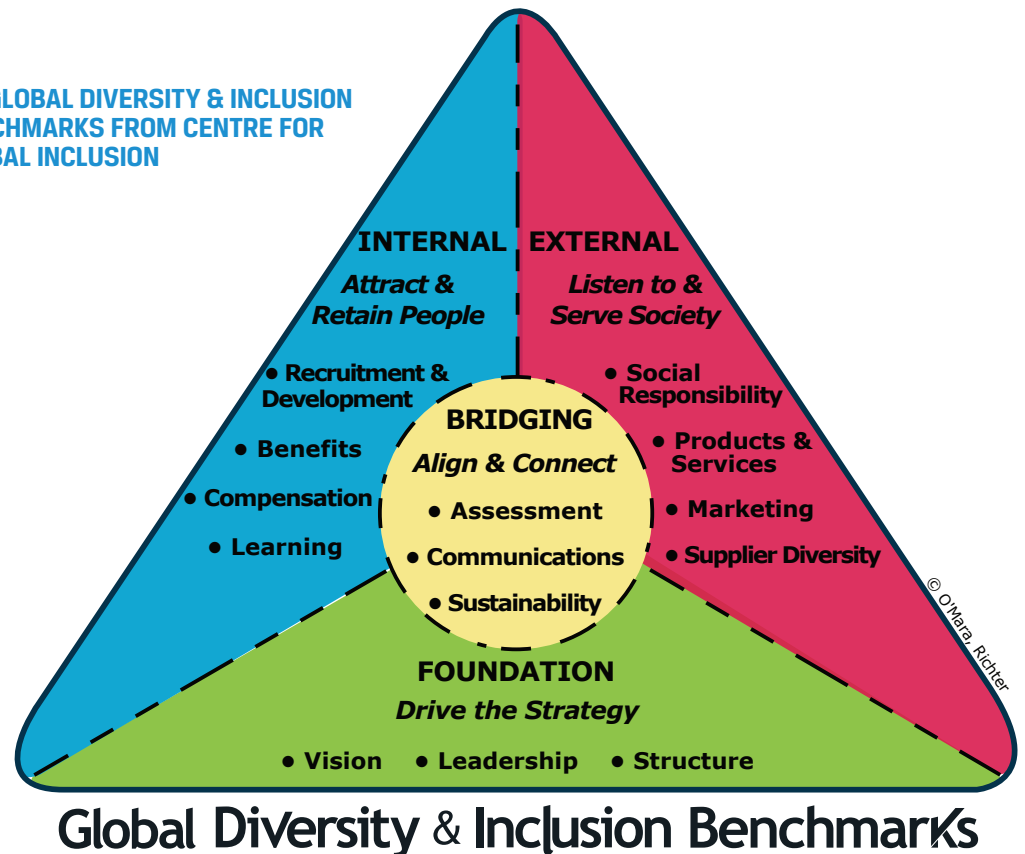 GLOBAL DIVERSITY & INCLUSION
CHMARKS FROM CENTRE FOR
BAL INCLUSION
INTERNAL
Attract &
Retain People
• Recruitment &
Development
• Benefits
• Compensation
• Learning
EXTERNAL
Listen to &
Serve Society
• Social
Responsibility
• Products &
Services
• Marketing
• Supplier Diversity
BRIDGING
Align & Connect
• Assessment
• Communications
• Sustainability
FOUNDATION
Drive the Strategy
• Vision • Leadership • Structure
© O'Mara, Richter
Global Diversity & Inclusion Benchmarks